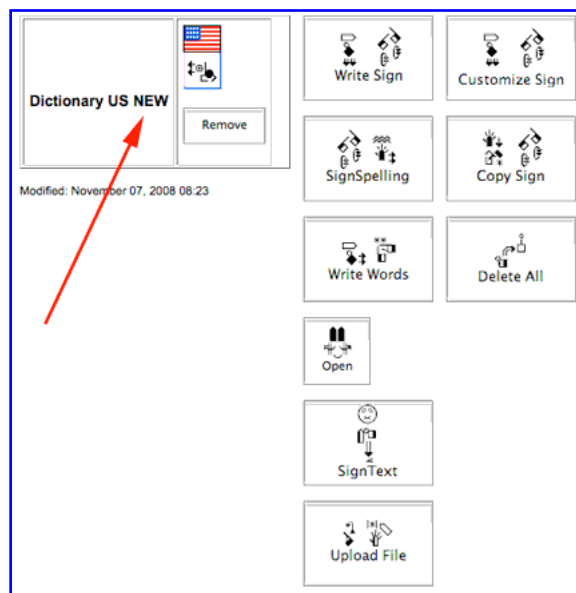 Dictionary US NEW
Remove
Modified: November 07, 2008 08:23
Write Sign
Customize Sign
SignSpelling
Copy Sign
Write Words
Delete All
Open
SignText
Upload File